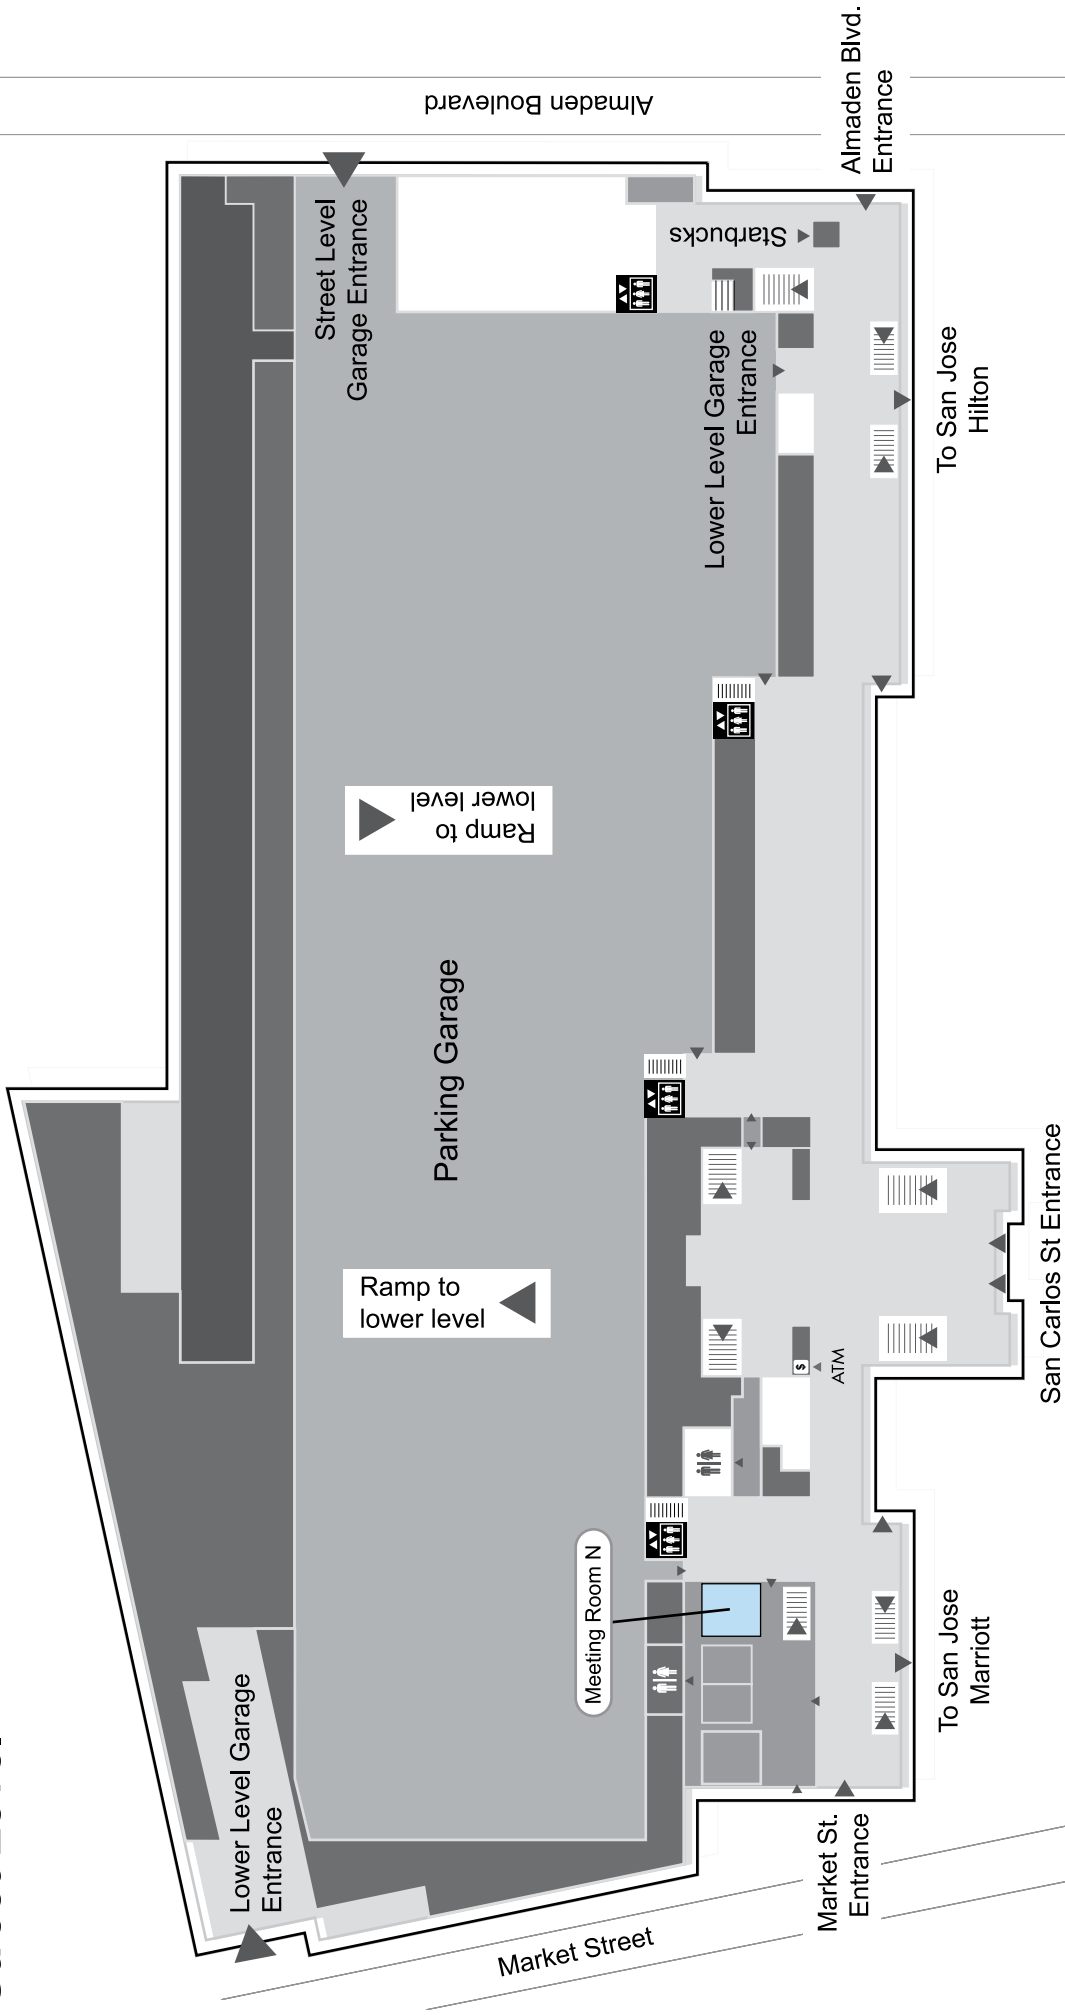 Almaden Boulevard
Almaden Blvd.
Entrance
Street Level
Garage Entrance
Starbucks
Lower Level Garage
Entrance
To San Jose
Hilton
Ramp to
lower level
Parking Garage
Ramp to
lower level
San Carlos St Entrance
$
ATM
Meeting Room N
To San Jose
Marriott
Lower Level Garage
Entrance
Market St.
Entrance
Market Street